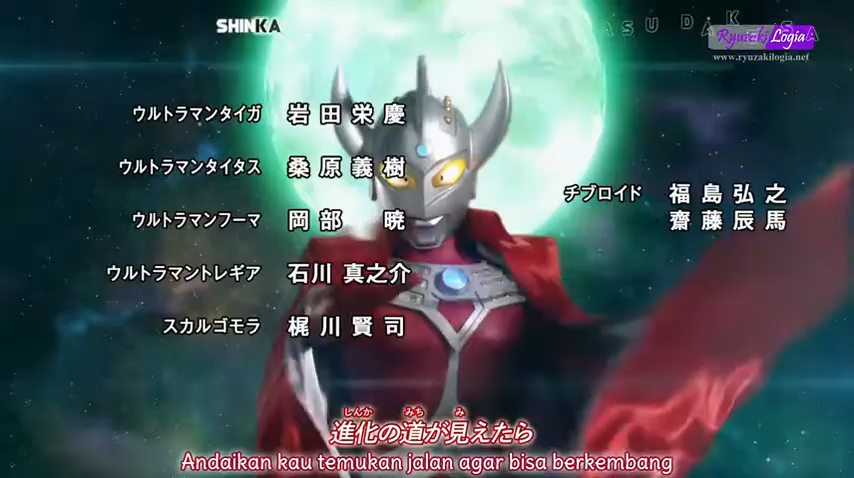 SHINKA
Ryuzaki Logia
www.ryuzakilogia.net
ウルトラマンタイガ 岩田栄慶
ウルトラマンタイタス 桑原義樹
ウルトラマンフーマ 岡部 暁
ウルトラマントレギア 石川真之介
スカルゴモラ 梶川賢司
チブロイド 福島弘之
齋藤辰馬
しんか みち み
進化の道が見えたら
Andaikan kau temukan jalan agar bisa berkembang